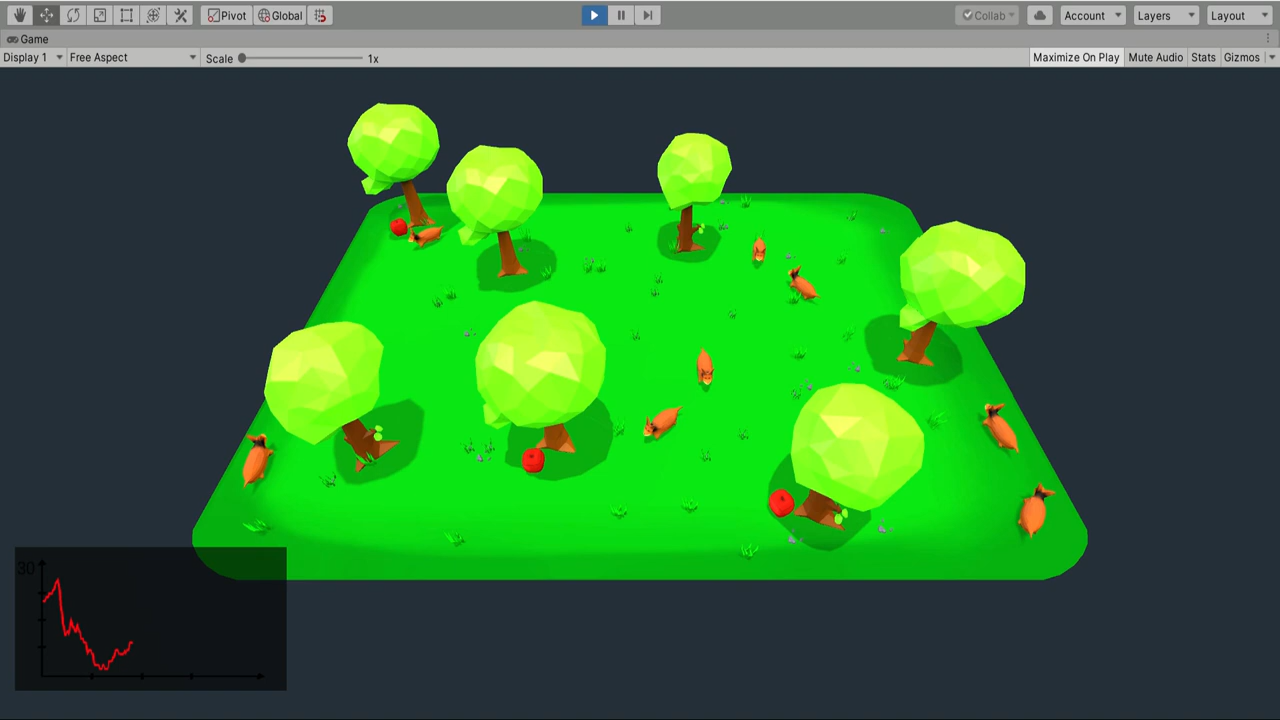 Pivot Global Collab Account Layers Layout
Game
Display 1 Free Aspect Scale 1x Maximize On Play Mute Audio Stats Gizmos
30